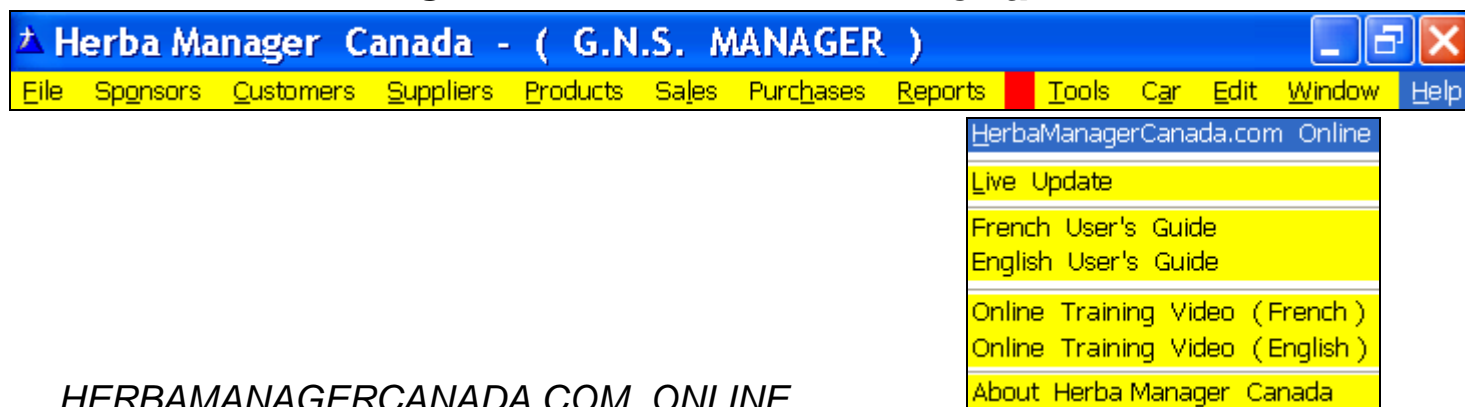 Herba Manager Canada - ( G.N.S. MANAGER )
File Sponsors Customers Suppliers Products Sales Purchases Reports Tools Car Edit Window Help
HerbaManagerCanada.com Online
Live Update
French User's Guide
English User's Guide
Online Training Video ( French )
Online Training Video ( English )
About Herba Manager Canada
HERBAMANAGERCANADA.COM ONLINE